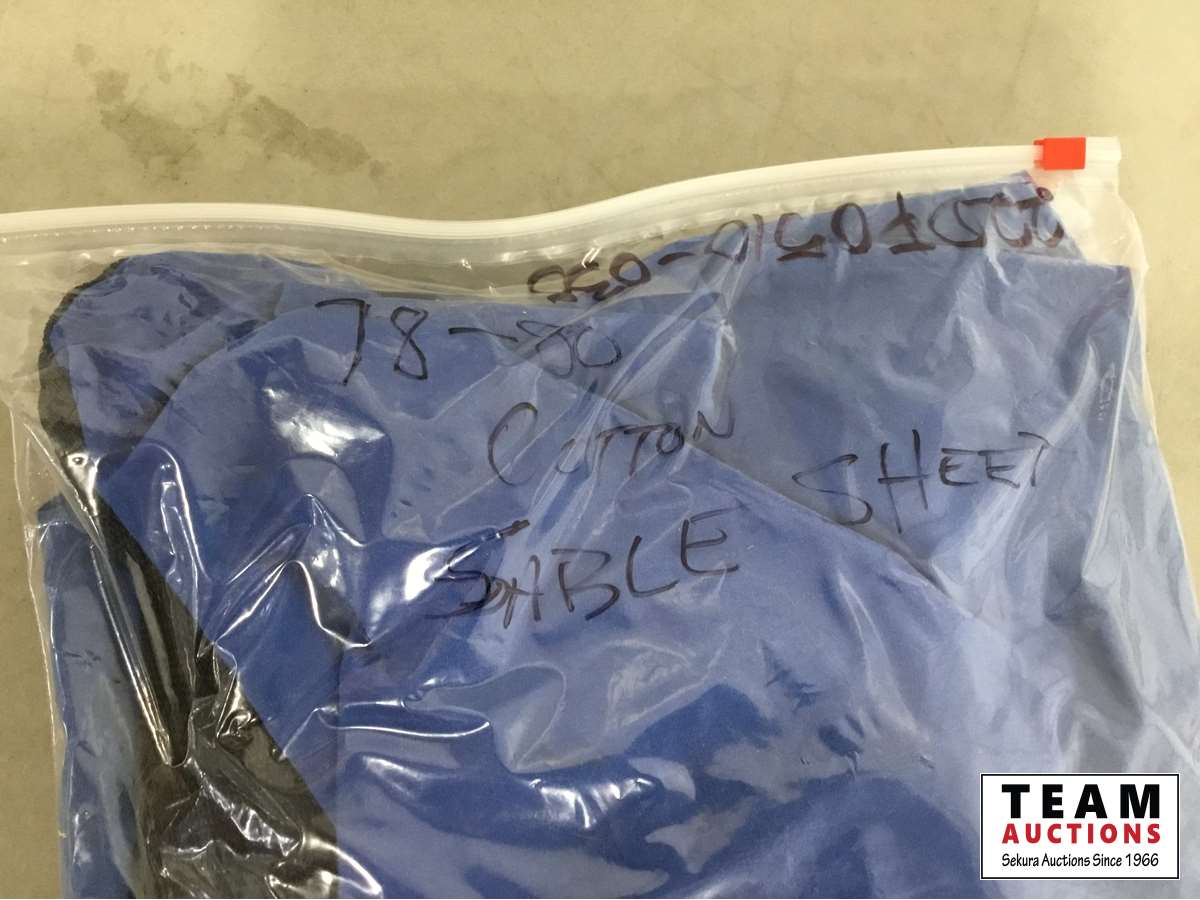 78-80
COTTON
SHEET
SABLE
TEAM
AUCTIONS
Sekura Auctions Since 1966